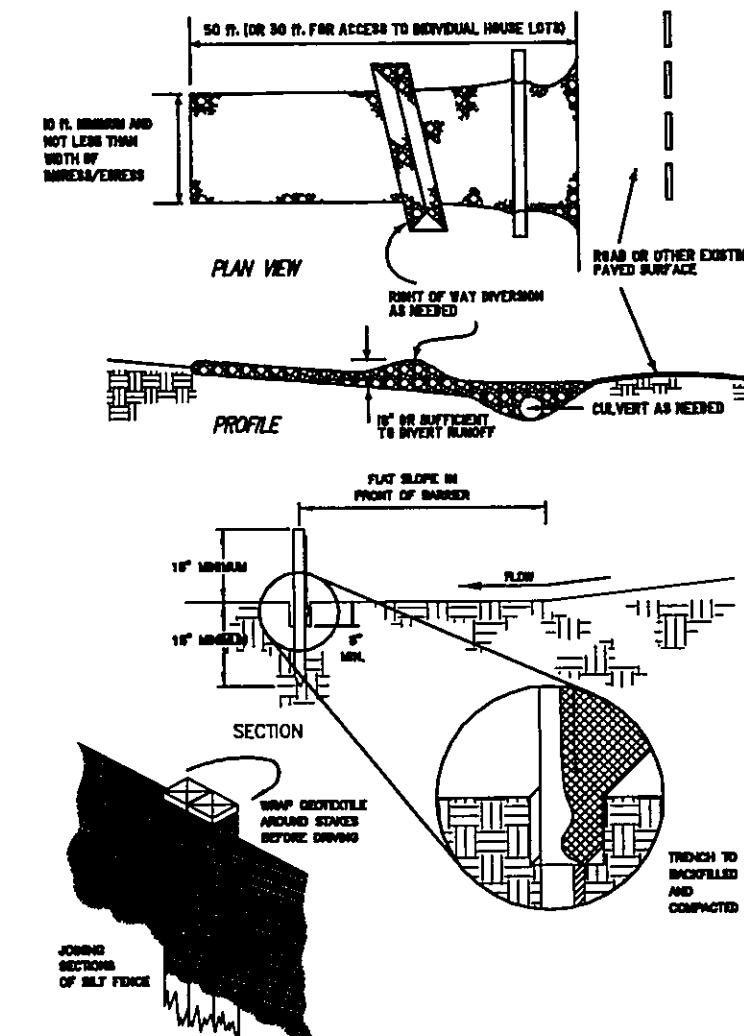 50 ft. (OR 30 ft. FOR ACCESS TO INDIVIDUAL HOUSE LOTS)
10 ft. MINIMUM AND
NOT LESS THAN
WIDTH OF
INGRESS/EGRESS
PLAN VIEW
ROAD OR OTHER EXISTIN
PAVED SURFACE
RIGHT OF WAY DIVERSION
AS NEEDED
PROFILE
18" OR SUFFICIENT
TO DIVERT RUNOFF
CULVERT AS NEEDED
FLAT SLOPE IN
FRONT OF BARRIER
MINIMUM
FLOW
MINIMUM
MIN.
SECTION
WRAP GEOTEXTILE
AROUND STAKES
BEFORE DRIVING
TRENCH TO
BACKFILLED
AND
COMPACTED
JOINING
SECTIONS
OF SILT FENCE